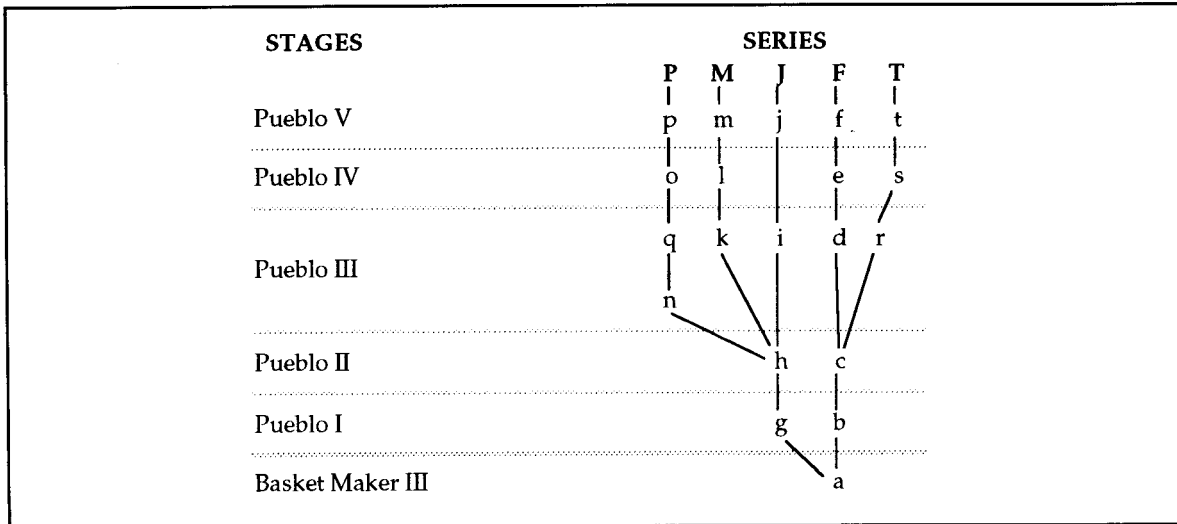 STAGES SERIES
P M J F T
Pueblo V p m j f t
Pueblo IV o l e s
q k i d r
Pueblo III
n
Pueblo II h c
Pueblo I g b
Basket Maker III a